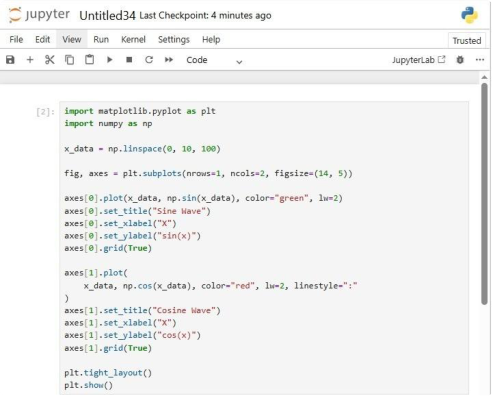 jupyter Untitled34 Last Checkpoint: 4 minutes ago
File Edit View Run Kernel Settings Help Trusted
Code JupyterLab
[2]: import matplotlib.pyplot as plt
import numpy as np
x_data = np.linspace(0, 10, 100)
fig, axes = plt.subplots(nrows=1, ncols=2, figsize=(14, 5))
axes[0].plot(x_data, np.sin(x_data), color="green", lw=2)
axes[0].set_title("Sine Wave")
axes[0].set_xlabel("X")
axes[0].set_ylabel("sin(x)")
axes[0].grid(True)
axes[1].plot(
x_data, np.cos(x_data), color="red", lw=2, linestyle=":"
)
axes[1].set_title("Cosine Wave")
axes[1].set_xlabel("X")
axes[1].set_ylabel("cos(x)")
axes[1].grid(True)
plt.tight_layout()
plt.show()